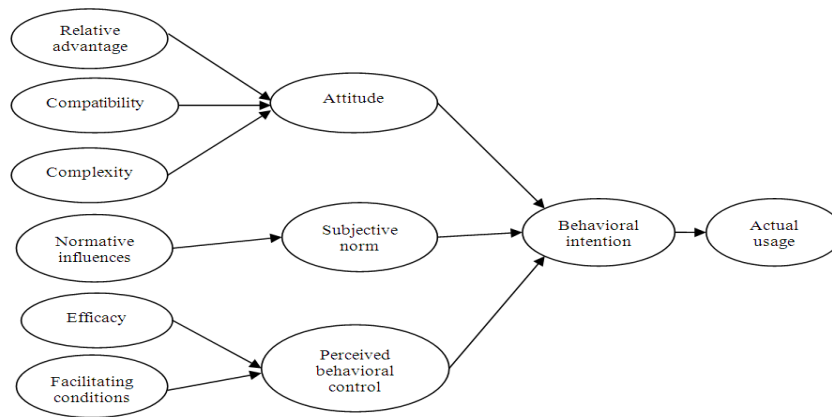 Relative
advantage
Compatibility
Complexity
Normative
influences
Efficacy
Facilitating
conditions
Attitude
Subjective
norm
Perceived
behavioral
control
Behavioral
intention
Actual
usage